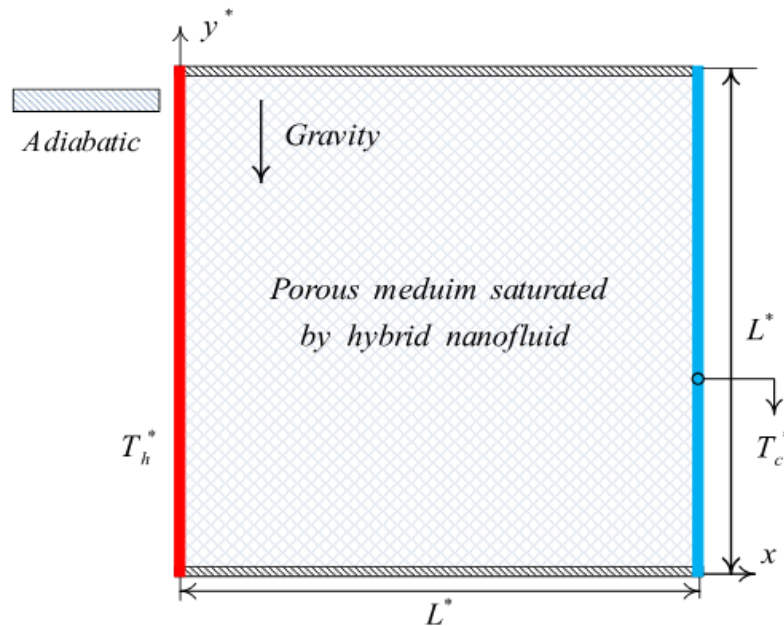 y*
Adiabatic
Gravity
Porous meduim saturated
by hybrid nanofluid
L*
T_h*
T_c*
x
L*